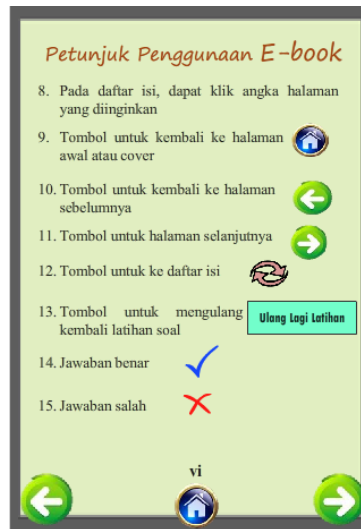 Petunjuk Penggunaan E-book
8. Pada daftar isi, dapat klik angka halaman
yang diinginkan
9. Tombol untuk kembali ke halaman
awal atau cover
10. Tombol untuk kembali ke halaman
sebelumnya
11. Tombol untuk halaman selanjutnya
12. Tombol untuk ke daftar isi
13. Tombol untuk mengulang
kembali latihan soal
Ulang Lagi Latihan
14. Jawaban benar
15. Jawaban salah
vi